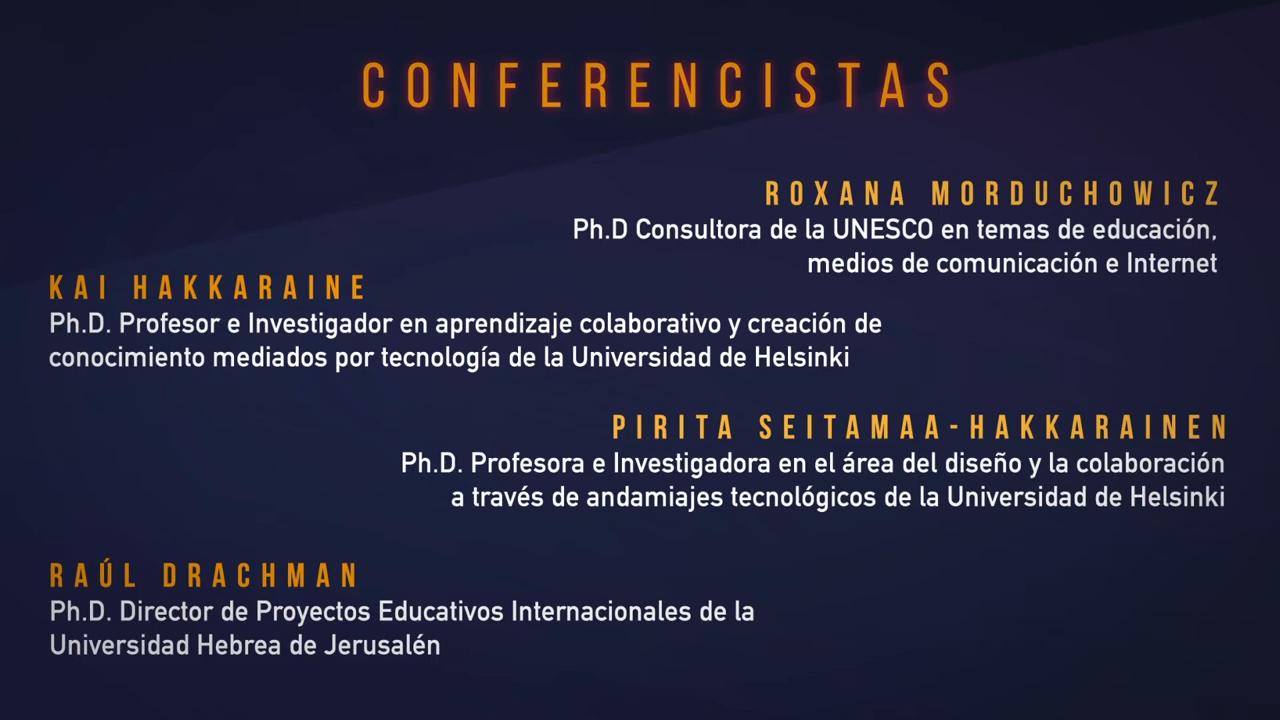 CONFERENCISTAS
ROXANA MORDUCHOWICZ
Ph.D Consultora de la UNESCO en temas de educación,
medios de comunicación e Internet
KAI HAKKARAINE
Ph.D. Profesor e Investigador en aprendizaje colaborativo y creación de
conocimiento mediados por tecnología de la Universidad de Helsinki
PIRITA SEITAMAA-HAKKARAINEN
Ph.D. Profesora e Investigadora en el área del diseño y la colaboración
a través de andamiajes tecnológicos de la Universidad de Helsinki
RAÚL DRACHMAN
Ph.D. Director de Proyectos Educativos Internacionales de la
Universidad Hebrea de Jerusalén